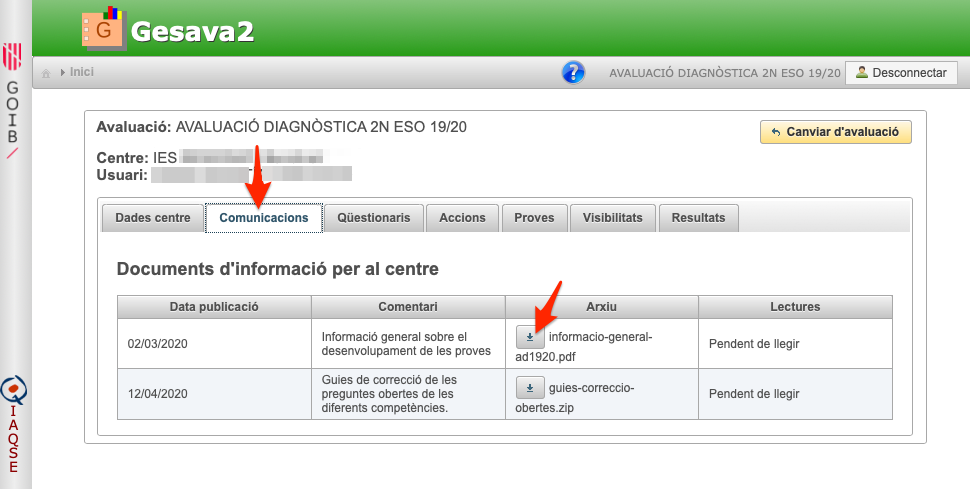 G Gesava2
Inici
? AVALUACIÓ DIAGNÒSTICA 2N ESO 19/20 Desconnectar
GOIB
Avaluació: AVALUACIÓ DIAGNÒSTICA 2N ESO 19/20
Canviar d'avaluació
Centre: IES
Usuari:
Dades centre Comunicacions Qüestionaris Accions Proves Visibilitats Resultats
Documents d'informació per al centre
Data publicació Comentari Arxiu Lectures
02/03/2020
Informació general sobre el
desenvolupament de les proves
informacio-general-
ad1920.pdf
Pendent de llegir
12/04/2020
Guies de correcció de les
preguntes obertes de les
diferents competències.
guies-correccio-
obertes.zip
Pendent de llegir
IAQSE